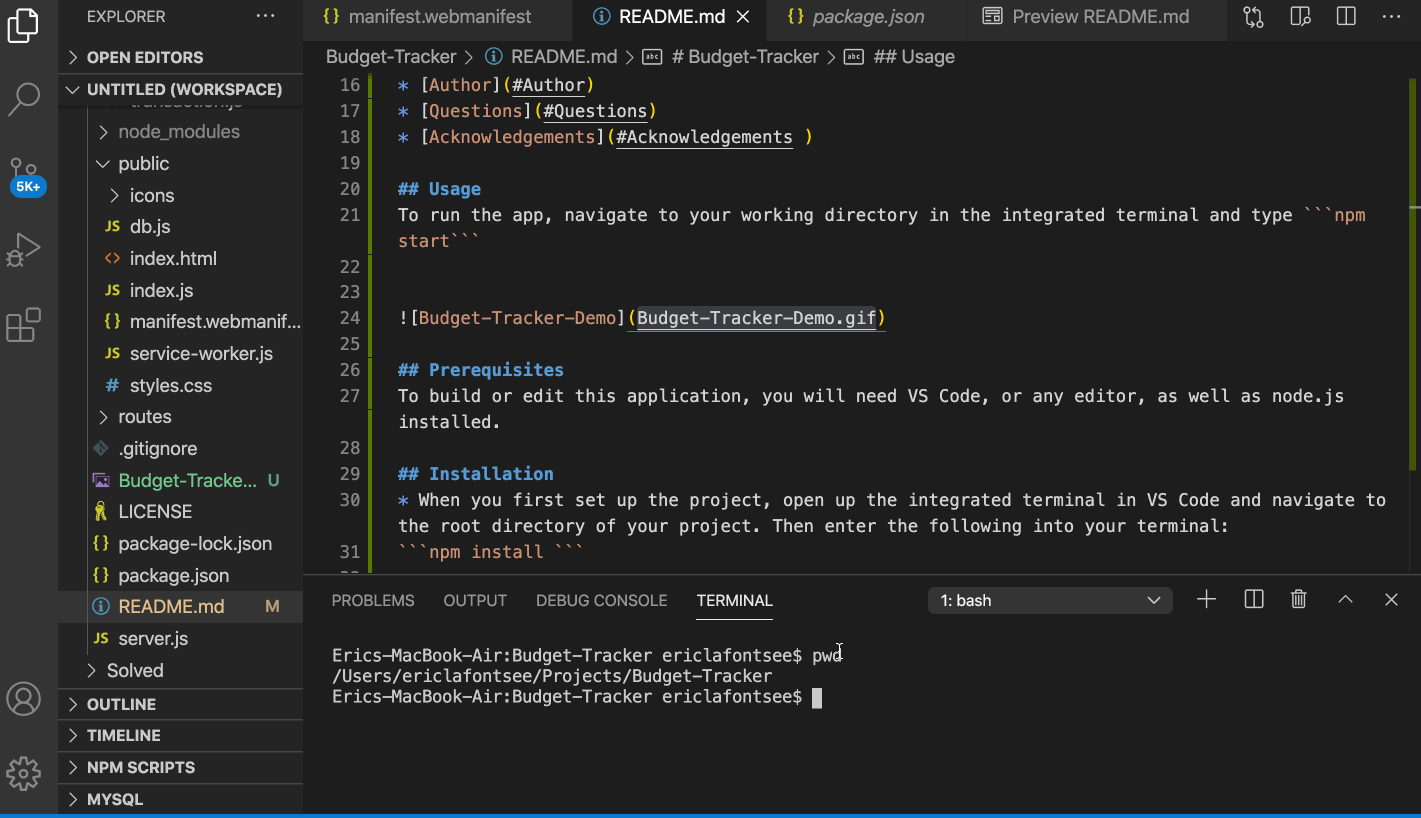 EXPLORER
OPEN EDITORS
UNTITLED (WORKSPACE)
node_modules
public
icons
JS db.js
<> index.html
JS index.js
{} manifest.webmanif...
JS service-worker.js
# styles.css
routes
.gitignore
Budget-Tracke... U
LICENSE
{} package-lock.json
{} package.json
README.md M
JS server.js
Solved
OUTLINE
TIMELINE
NPM SCRIPTS
MYSQL
5K+
{} manifest.webmanifest
README.md
{} package.json
Preview README.md
Budget-Tracker > README.md > # Budget-Tracker > ## Usage
16 * [Author](#Author)
17 * [Questions](#Questions)
18 * [Acknowledgements](#Acknowledgements )
19
20 ## Usage
21 To run the app, navigate to your working directory in the integrated terminal and type ```npm
start```
22
23
24 ![Budget-Tracker-Demo](Budget-Tracker-Demo.gif)
25
26 ## Prerequisites
27 To build or edit this application, you will need VS Code, or any editor, as well as node.js
installed.
28
29 ## Installation
30 * When you first set up the project, open up the integrated terminal in VS Code and navigate to
the root directory of your project. Then enter the following into your terminal:
31 ```npm install ```
PROBLEMS OUTPUT DEBUG CONSOLE TERMINAL 1: bash
Erics-MacBook-Air:Budget-Tracker ericlafontsee$ pwd
/Users/ericlafontsee/Projects/Budget-Tracker
Erics-MacBook-Air:Budget-Tracker ericlafontsee$